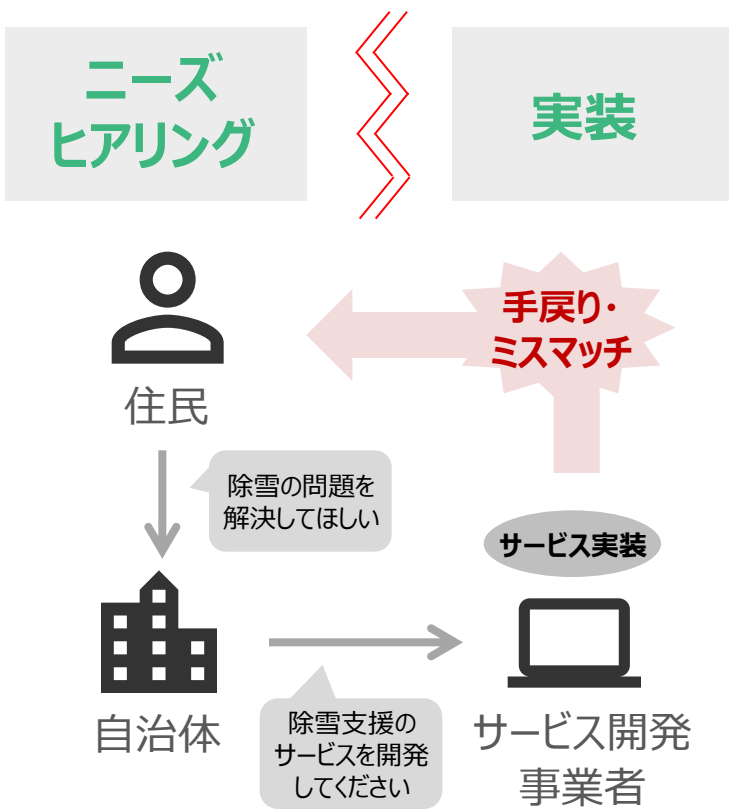 ニーズ
ヒアリング
実装
手戻り・
ミスマッチ
住民
除雪の問題を
解決してほしい
サービス実装
自治体
除雪支援の
サービスを開発
してください
サービス開発
事業者